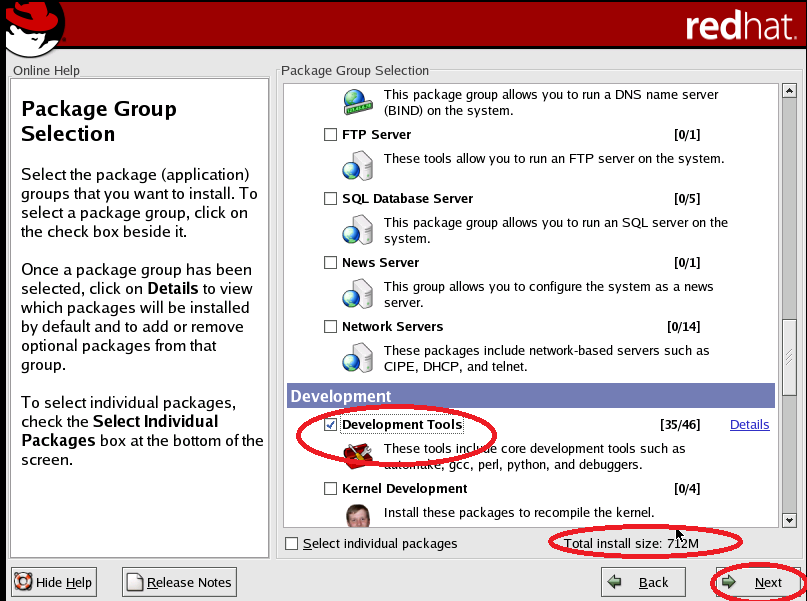 redhat.
Online Help
Package Group
Selection
Select the package (application)
groups that you want to install. To
select a package group, click on
the check box beside it.
Once a package group has been
selected, click on Details to view
which packages will be installed
by default and to add or remove
optional packages from that
group.
To select individual packages,
check the Select Individual
Packages box at the bottom of the
screen.
Package Group Selection
This package group allows you to run a DNS name server
(BIND) on the system.
FTP Server [0/1]
These tools allow you to run an FTP server on the system.
SQL Database Server [0/5]
This package group allows you to run an SQL server on the
system.
News Server [0/1]
This group allows you to configure the system as a news
server.
Network Servers [0/14]
These packages include network-based servers such as
CIPE, DHCP, and telnet.
Development
Development Tools [35/46] Details
These tools include core development tools such as
automake, gcc, perl, python, and debuggers.
Kernel Development [0/4]
Install these packages to recompile the kernel.
Select individual packages Total install size: 712M
Hide Help Release Notes Back Next